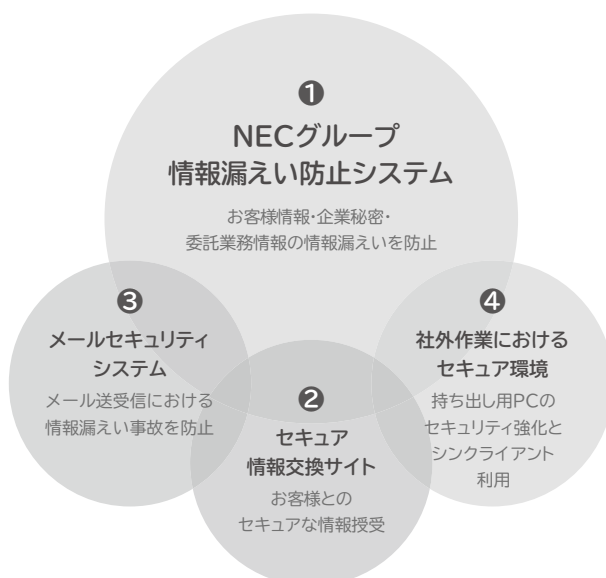 ❶
NECグループ
情報漏えい防止システム
お客様情報・企業秘密・
委託業務情報の情報漏えいを防止
❸
メールセキュリティ
システム
メール送受信における
情報漏えい事故を防止
❷
セキュア
情報交換サイト
お客様との
セキュアな情報授受
❹
社外作業における
セキュア環境
持ち出し用PCの
セキュリティ強化と
シンクライアント
利用